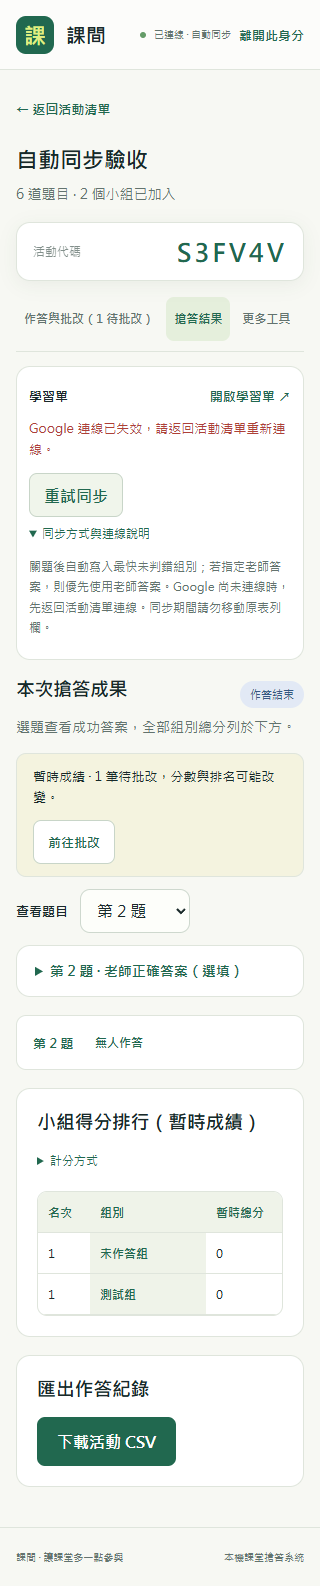 課 課間 已連線·自動同步 離開此身分
← 返回活動清單
自動同步驗收
6 道題目 · 2 個小組已加入
活動代碼 S3FV4V
作答與批改（1 待批改） 搶答結果 更多工具
學習單 開啟學習單 ↗
Google 連線已失效，請返回活動清單重新連
線。
重試同步
▼ 同步方式與連線說明
關題後自動寫入最快未判錯組別；若指定老師答
案，則優先使用老師答案。Google 尚未連線時，
先返回活動清單連線。同步期間請勿移動原表列
欄。
本次搶答成果 作答結束
選題查看成功答案，全部組別總分列於下方。
暫時成績 · 1 筆待批改，分數與排名可能改
變。
前往批改
查看題目 第 2 題
▶ 第 2 題 · 老師正確答案（選填）
第 2 題 無人作答
小組得分排行（暫時成績）
▶ 計分方式
名次 組別 暫時總分
1 未作答組 0
1 測試組 0
匯出作答紀錄
下載活動 CSV
課間 · 讓課堂多一點參與 本機課堂搶答系統